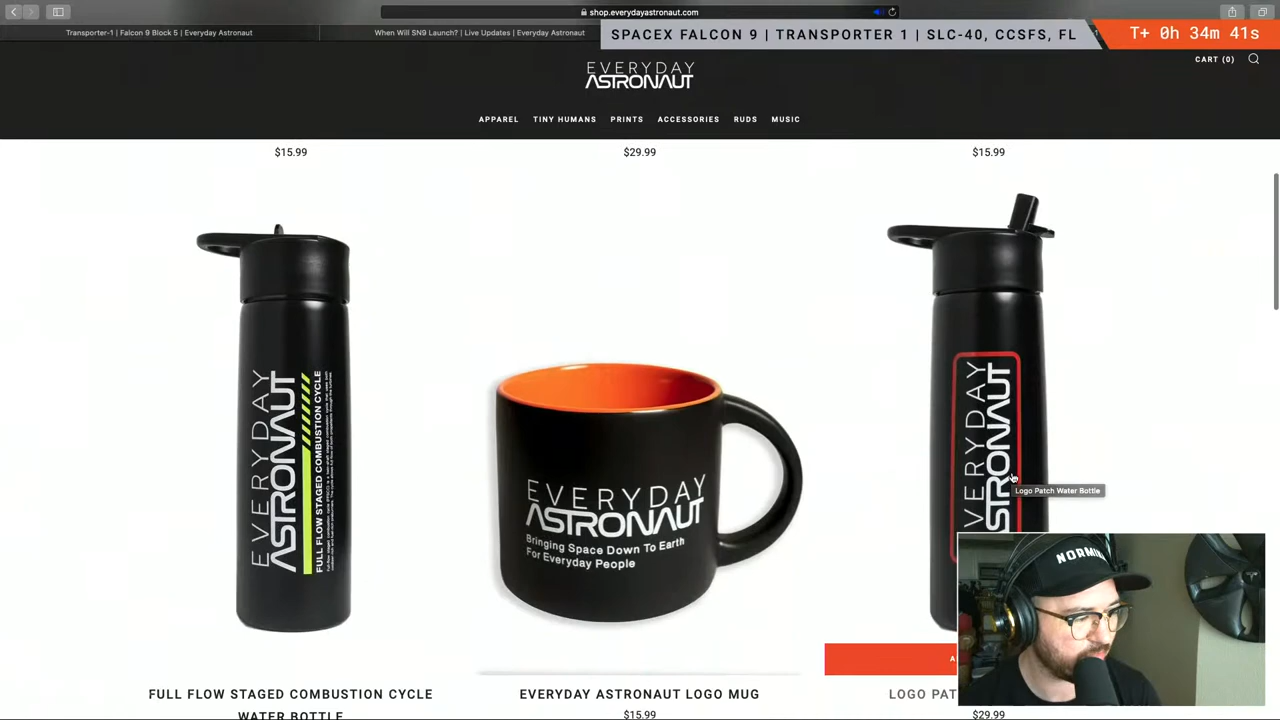 shop.everydayastronaut.com
Transporter-1 | Falcon 9 Block 5 | Everyday Astronaut
When Will SN9 Launch? | Live Updates | Everyday Astronaut
SPACEX FALCON 9 | TRANSPORTER 1 | SLC-40, CCSFS, FL
T+ 0h 34m 41s
EVERYDAY
ASTRONAUT
CART (0)
APPAREL TINY HUMANS PRINTS ACCESSORIES RUDS MUSIC
$15.99
$29.99
$15.99
EVERYDAY
ASTRONAUT
FULL FLOW STAGED COMBUSTION CYCLE
EVERYDAY
ASTRONAUT
Bringing Space Down To Earth
For Everyday People
EVERYDAY
ASTRONAUT
Logo Patch Water Bottle
FULL FLOW STAGED COMBUSTION CYCLE
WATER BOTTLE
EVERYDAY ASTRONAUT LOGO MUG
$15.99
LOGO
$29.99